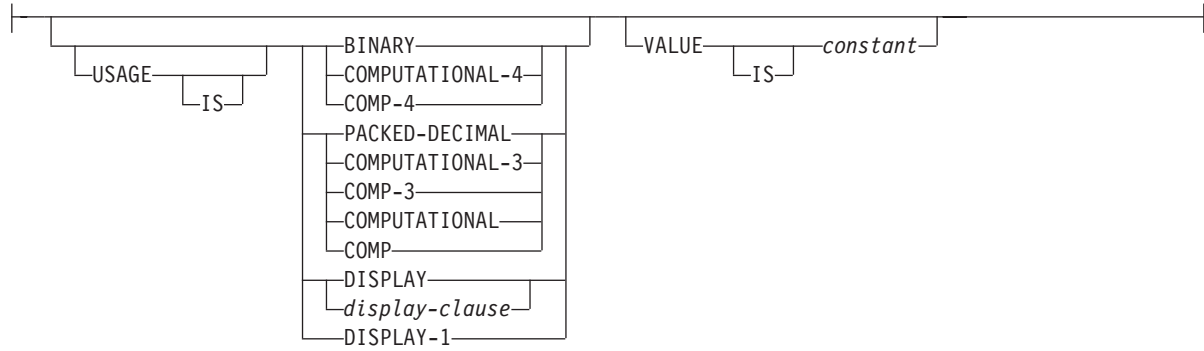 BINARY VALUE constant
USAGE COMPUTATIONAL-4 IS
IS COMP-4
PACKED-DECIMAL
COMPUTATIONAL-3
COMP-3
COMPUTATIONAL
COMP
DISPLAY
display-clause
DISPLAY-1